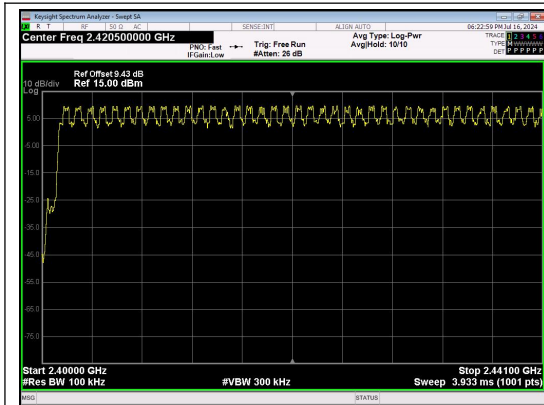 Keysight Spectrum Analyzer - Swept SA
R T RF 50 Ω AC SENSE:INT ALIGN AUTO 06:22:59 PM Jul 16, 2024
Center Freq 2.420500000 GHz
PNO: Fast
IFGain:Low
Trig: Free Run
#Atten: 26 dB
Avg Type: Log-Pwr
Avg|Hold: 10/10
TRACE 1 2 3 4 5 6
TYPE M W W W W W
DET P P P P P P
Ref Offset 9.43 dB
10 dB/div Ref 15.00 dBm
Log
5.00
-5.00
-15.0
-25.0
-35.0
-45.0
-55.0
-65.0
-75.0
Start 2.40000 GHz Stop 2.44100 GHz
#Res BW 100 kHz #VBW 300 kHz Sweep 3.933 ms (1001 pts)
MSG STATUS